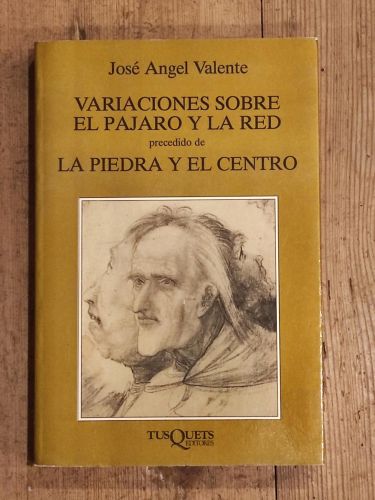 José Angel Valente
VARIACIONES SOBRE
EL PAJARO Y LA RED
precedido de
LA PIEDRA Y EL CENTRO
TUSQUETS
EDITORES